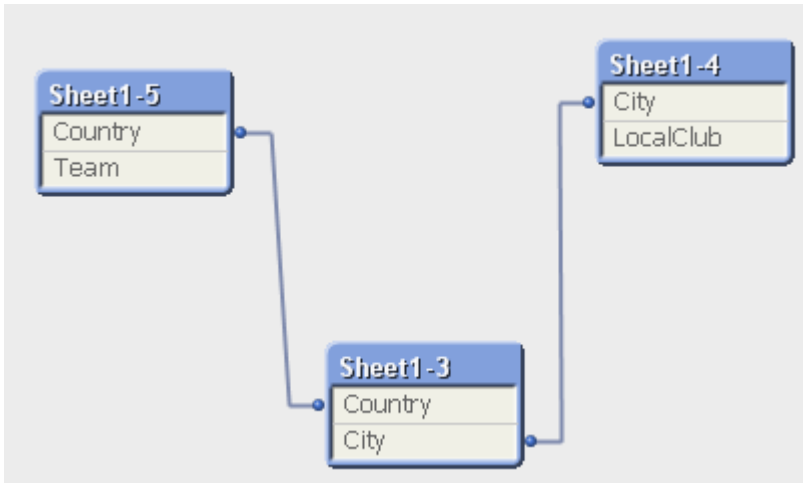 Sheet1-5
Country
Team
Sheet1-4
City
LocalClub
Sheet1-3
Country
City